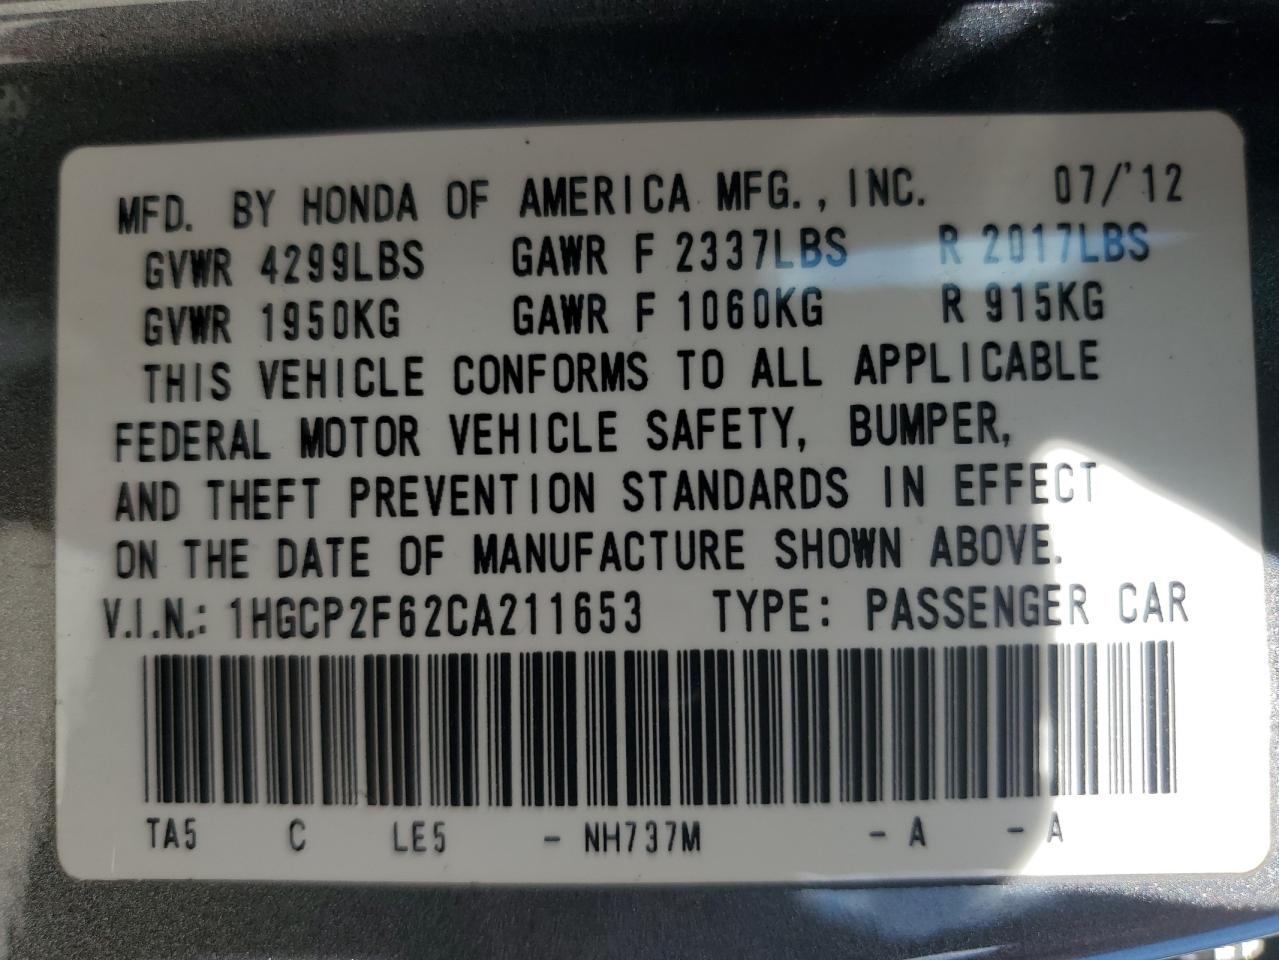 MFD. BY HONDA OF AMERICA MFG., INC. 07/'12
GVWR 4299LBS GAWR F 2337LBS R 2017LBS
GVWR 1950KG GAWR F 1060KG R 915KG
THIS VEHICLE CONFORMS TO ALL APPLICABLE
FEDERAL MOTOR VEHICLE SAFETY, BUMPER,
AND THEFT PREVENTION STANDARDS IN EFFECT
ON THE DATE OF MANUFACTURE SHOWN ABOVE.
V.I.N.: 1HGCP2F62CA211653 TYPE: PASSENGER CAR
TA5 C LE5 - NH737M - A - A